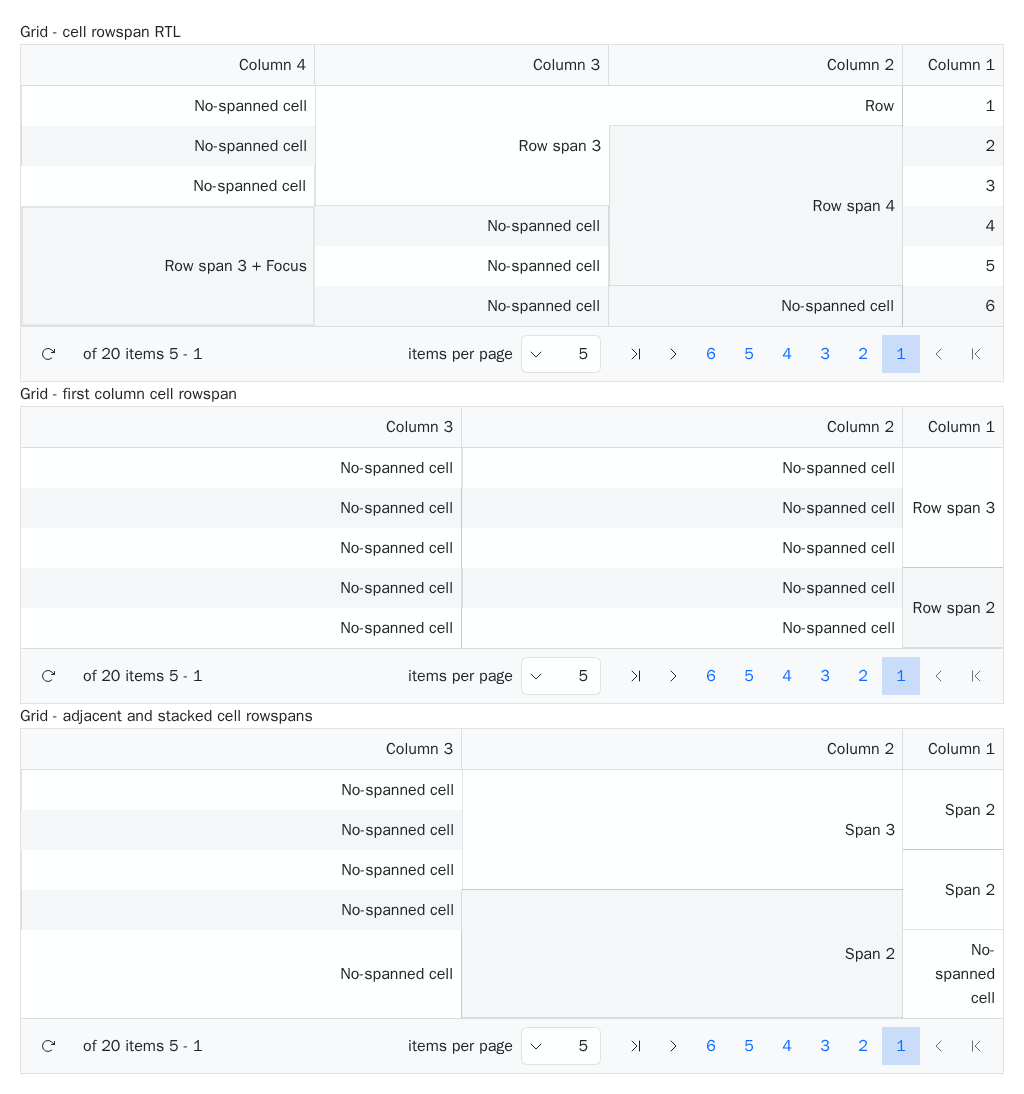 Grid - cell rowspan RTL
Column 4 Column 3 Column 2 Column 1
No-spanned cell Row 1
No-spanned cell Row span 3 2
No-spanned cell 3
Row span 4
No-spanned cell 4
Row span 3 + Focus No-spanned cell 5
No-spanned cell No-spanned cell 6
of 20 items 5 - 1 items per page 5 6 5 4 3 2 1
Grid - first column cell rowspan
Column 3 Column 2 Column 1
No-spanned cell No-spanned cell
No-spanned cell No-spanned cell Row span 3
No-spanned cell No-spanned cell
No-spanned cell No-spanned cell
Row span 2
No-spanned cell No-spanned cell
of 20 items 5 - 1 items per page 5 6 5 4 3 2 1
Grid - adjacent and stacked cell rowspans
Column 3 Column 2 Column 1
No-spanned cell
Span 2
No-spanned cell Span 3
No-spanned cell
Span 2
No-spanned cell
No-spanned cell Span 2 No-
spanned
cell
of 20 items 5 - 1 items per page 5 6 5 4 3 2 1